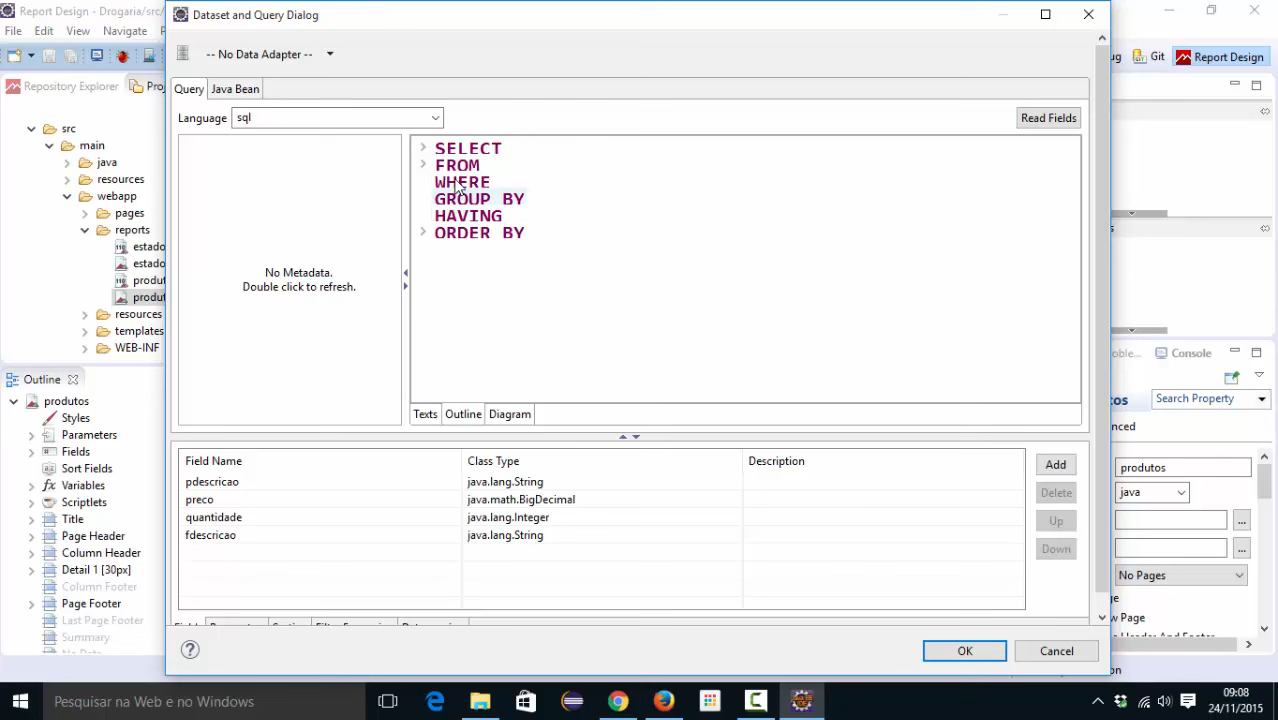 Report Design - Drogaria/src/
Dataset and Query Dialog
File Edit View Navigate
-- No Data Adapter --
Git
Report Design
Repository Explorer
Query
Java Bean
Language
sql
Read Fields
src
main
java
resources
webapp
pages
reports
estado
estado
produt
produt
resources
templates
WEB-INF
No Metadata.
Double click to refresh.
SELECT
FROM
WHERE
GROUP BY
HAVING
ORDER BY
Texts
Outline
Diagram
Console
Search Property
Outline
produtos
Styles
Parameters
Fields
Sort Fields
Variables
Scriptlets
Title
Page Header
Column Header
Detail 1 [30px]
Column Footer
Page Footer
Last Page Footer
Summary
Field Name
Class Type
Description
pdescricao
java.lang.String
preco
java.math.BigDecimal
quantidade
java.lang.Integer
fdescricao
java.lang.String
Add
Delete
Up
Down
produtos
java
...
...
No Pages
OK
Cancel
Pesquisar na Web e no Windows
09:08
24/11/2015